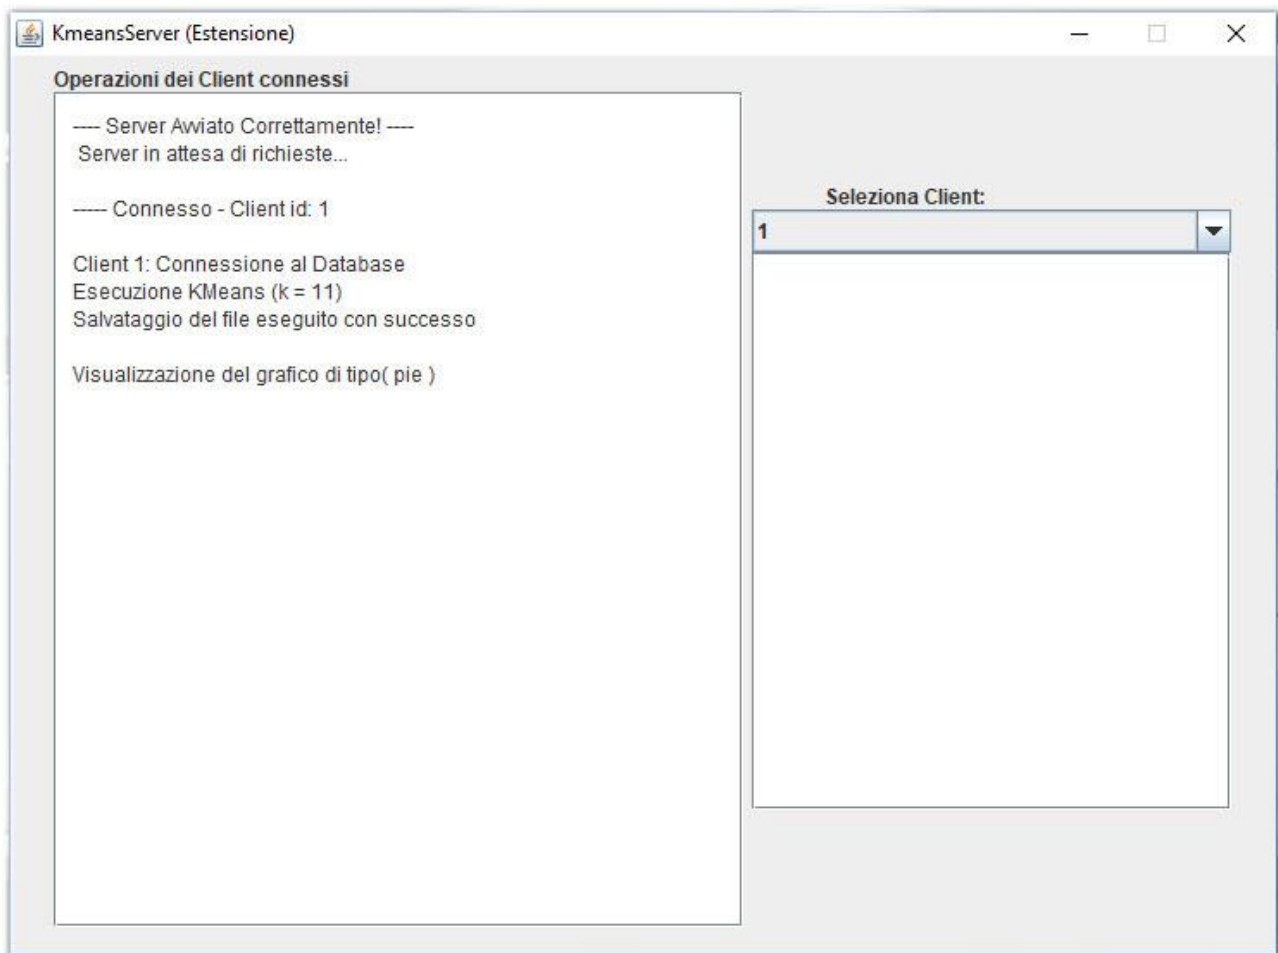 KmeansServer (Estensione)
Operazioni dei Client connessi
---- Server Avviato Correttamente! ----
Server in attesa di richieste...
----- Connesso - Client id: 1
Client 1: Connessione al Database
Esecuzione KMeans (k = 11)
Salvataggio del file eseguito con successo
Visualizzazione del grafico di tipo( pie )
Seleziona Client:
1